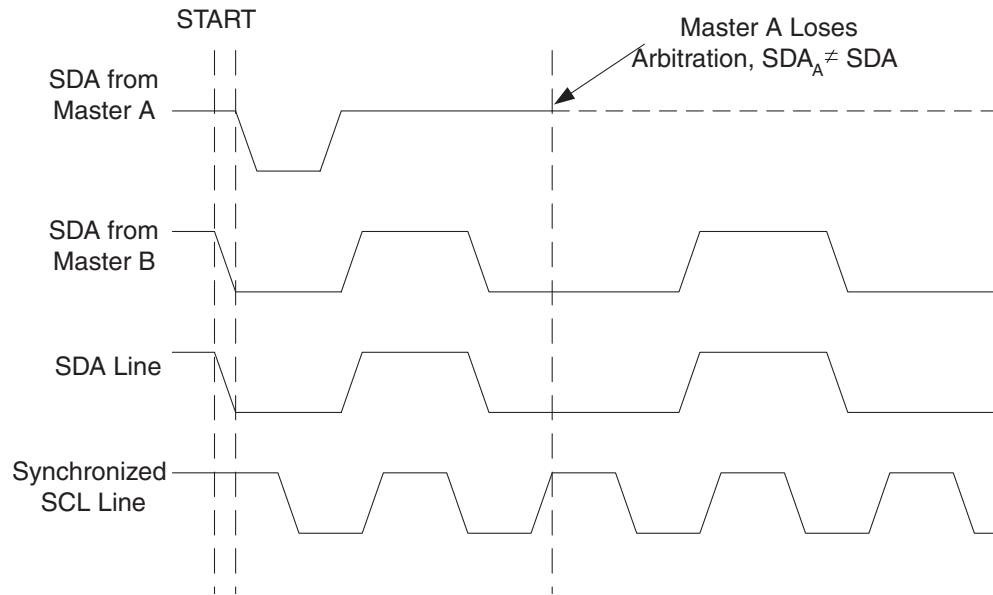 START
Master A Loses
Arbitration, SDA_A ≠ SDA
SDA from
Master A
SDA from
Master B
SDA Line
Synchronized
SCL Line